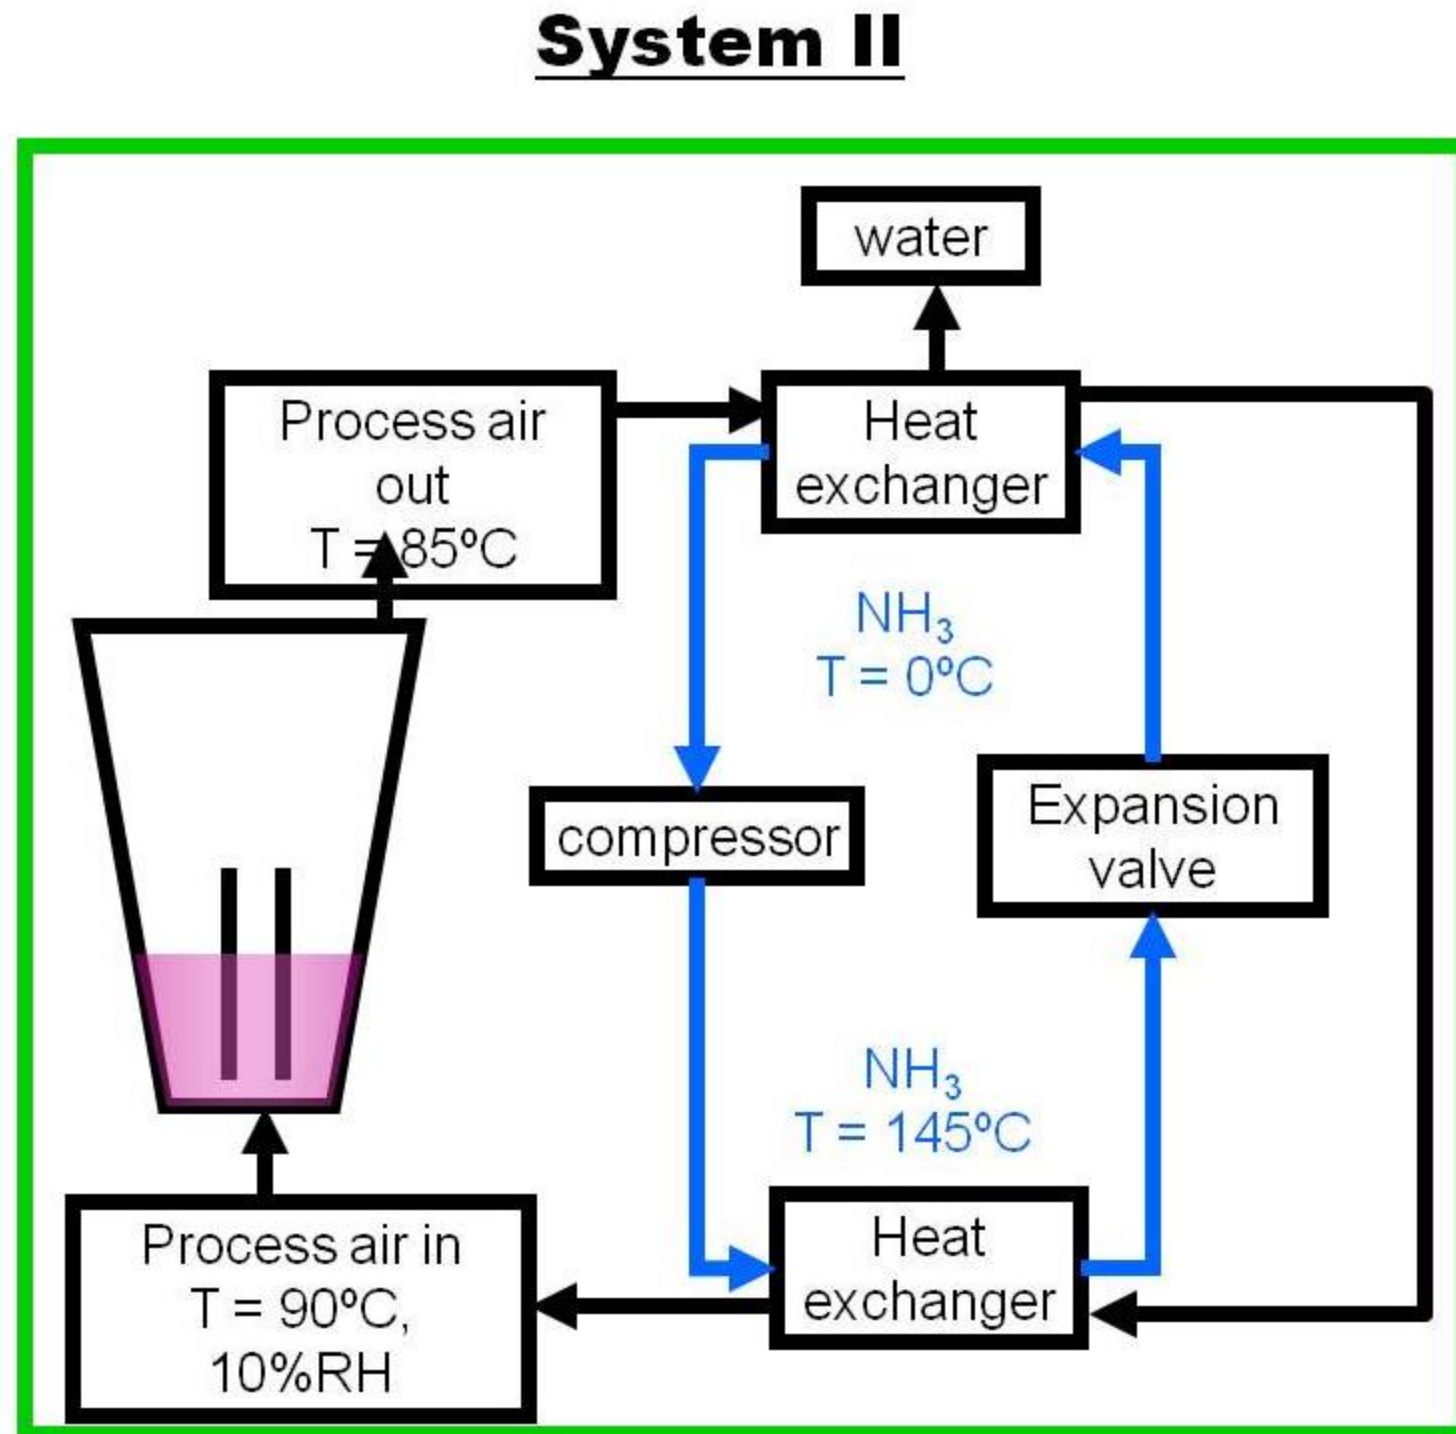 System II
water
Process air
out
T = 85ºC
Heat
exchanger
NH₃
T = 0ºC
compressor
Expansion
valve
NH₃
T = 145ºC
Process air in
T = 90ºC,
10%RH
Heat
exchanger